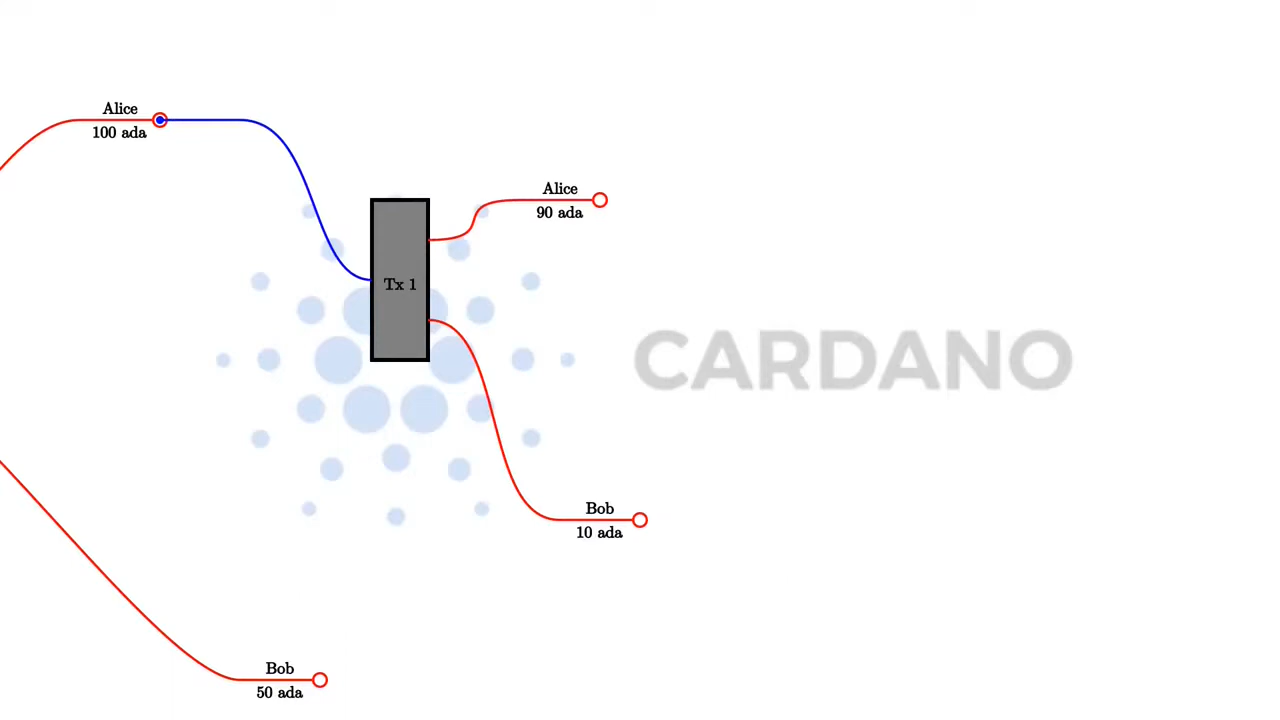 Alice
100 ada
Alice
90 ada
Tx 1
CARDANO
Bob
10 ada
Bob
50 ada